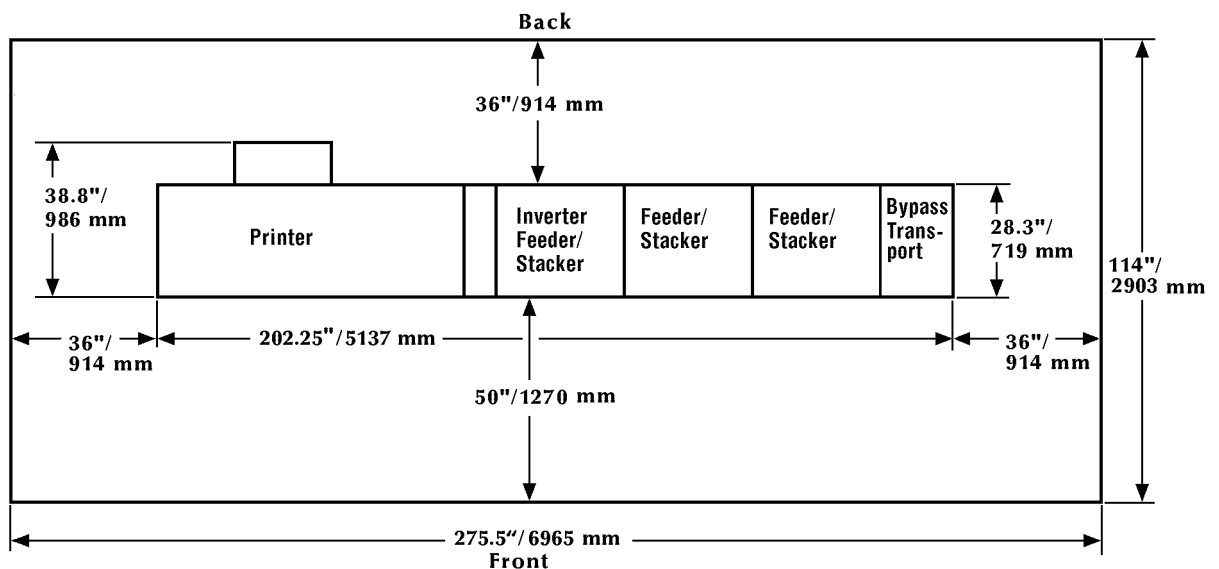 Back
36"/914 mm
38.8"/
986 mm
Printer
Inverter
Feeder/
Stacker
Feeder/
Stacker
Feeder/
Stacker
Bypass
Trans-
port
28.3"/
719 mm
114"/
2903 mm
36"/
914 mm
202.25"/5137 mm
36"/
914 mm
50"/1270 mm
275.5“/6965 mm
Front